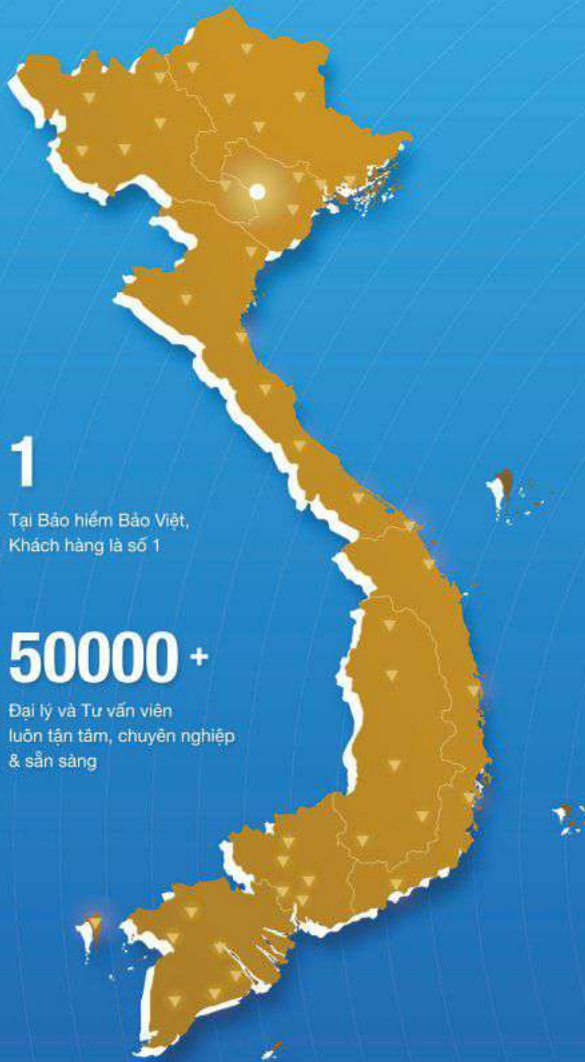 1
Tại Bảo hiểm Bảo Việt,
Khách hàng là số 1
50000 +
Đại lý và Tư vấn viên
luôn tận tâm, chuyên nghiệp
& sẵn sàng